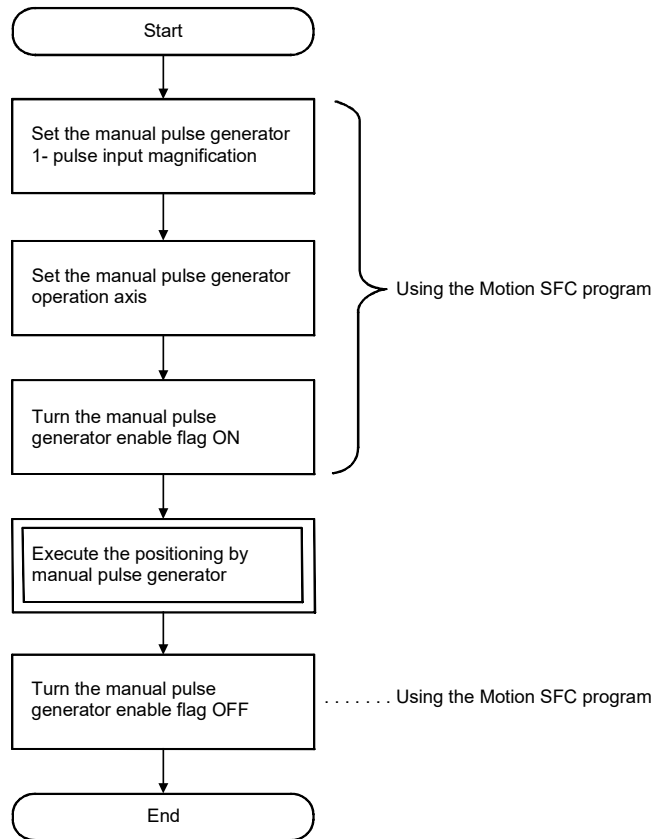 Start
Set the manual pulse generator
1- pulse input magnification
Set the manual pulse generator
operation axis
Using the Motion SFC program
Turn the manual pulse
generator enable flag ON
Execute the positioning by
manual pulse generator
Turn the manual pulse
generator enable flag OFF
. . . . . . . Using the Motion SFC program
End